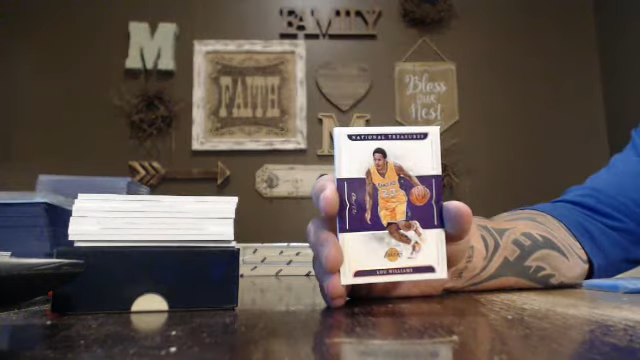 FAMILY
M
FAITH
Bless
OUR
Nest
M
NATIONAL TREASURES
LOU WILLIAMS